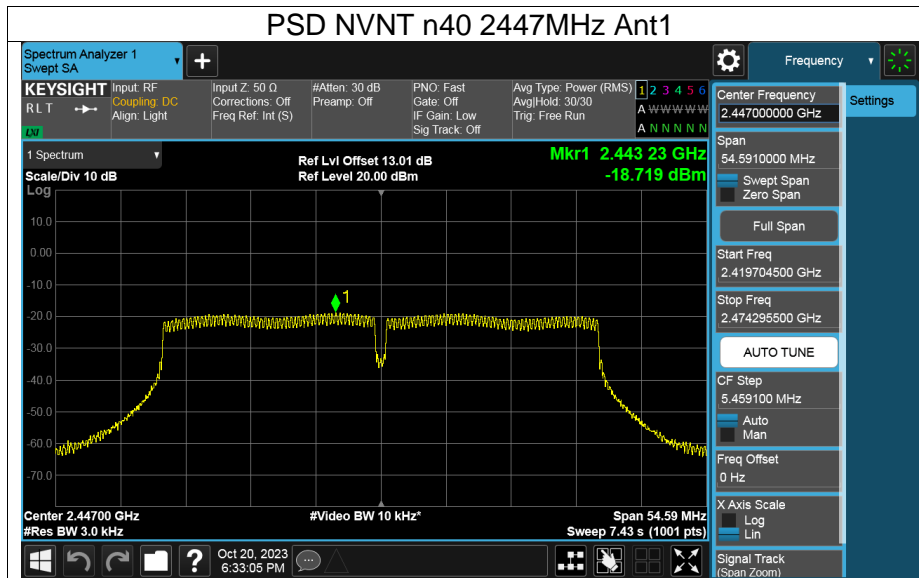 PSD NVNT n40 2447MHz Ant1
Spectrum Analyzer 1
Swept SA
+
Frequency
KEYSIGHT
RLT
LXI
Input: RF
Coupling: DC
Align: Light
Input Z: 50 Ω
Corrections: Off
Freq Ref: Int (S)
#Atten: 30 dB
Preamp: Off
PNO: Fast
Gate: Off
IF Gain: Low
Sig Track: Off
Avg Type: Power (RMS)
Avg|Hold: 30/30
Trig: Free Run
1 2 3 4 5 6
A W W W W W
A N N N N N
1 Spectrum
Scale/Div 10 dB
Ref Lvl Offset 13.01 dB
Ref Level 20.00 dBm
Mkr1 2.443 23 GHz
-18.719 dBm
Log
10.0
0.00
-10.0
-20.0
-30.0
-40.0
-50.0
-60.0
-70.0
1
Center 2.44700 GHz
#Res BW 3.0 kHz
#Video BW 10 kHz*
Span 54.59 MHz
Sweep 7.43 s (1001 pts)
Center Frequency
2.447000000 GHz
Settings
Span
54.5910000 MHz
Swept Span
Zero Span
Full Span
Start Freq
2.419704500 GHz
Stop Freq
2.474295500 GHz
AUTO TUNE
CF Step
5.459100 MHz
Auto
Man
Freq Offset
0 Hz
X Axis Scale
Log
Lin
Signal Track
(Span Zoom)
?
Oct 20, 2023
6:33:05 PM